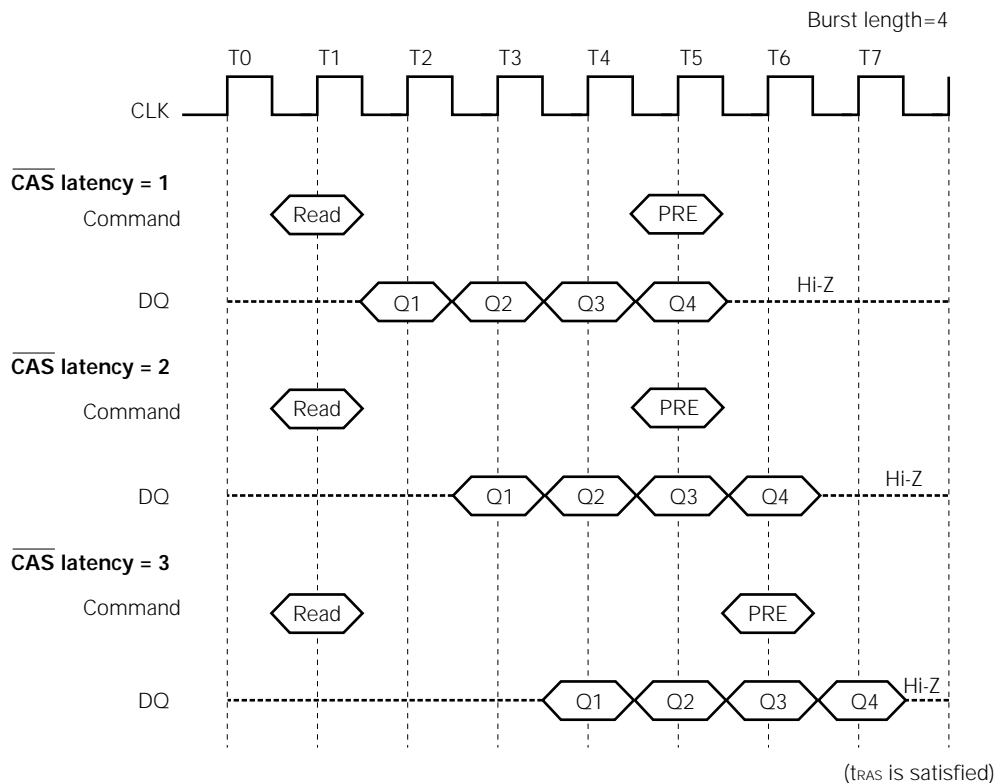 Burst length=4
T0 T1 T2 T3 T4 T5 T6 T7
CLK
CAS latency = 1
Command Read PRE
DQ Q1 Q2 Q3 Q4 Hi-Z
CAS latency = 2
Command Read PRE
DQ Q1 Q2 Q3 Q4 Hi-Z
CAS latency = 3
Command Read PRE
DQ Q1 Q2 Q3 Q4 Hi-Z
(tRAS is satisfied)